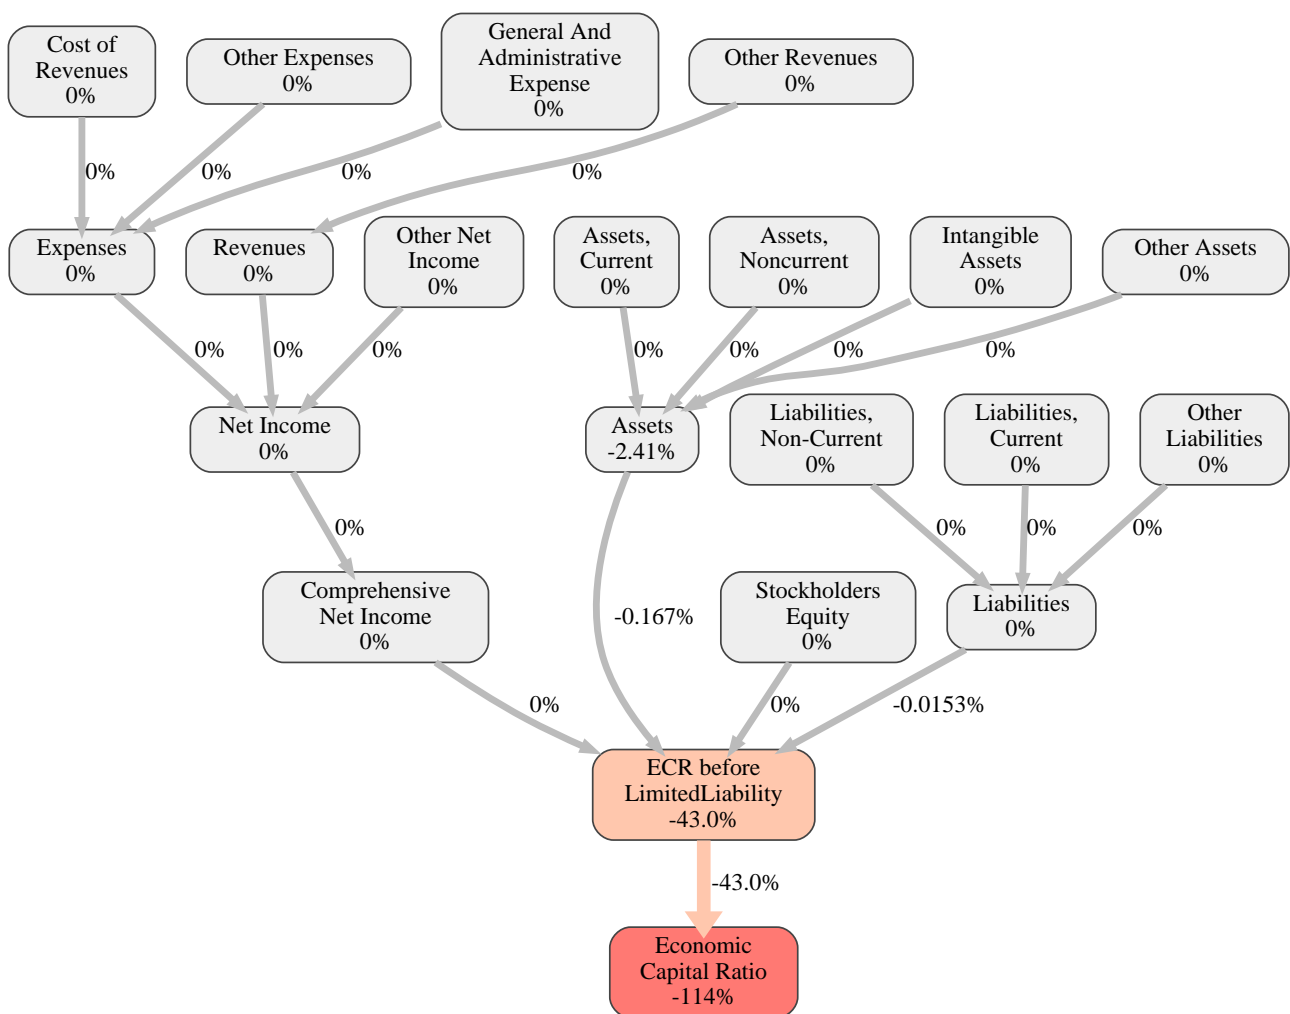 Cost of
Revenues
0%
Other Expenses
0%
General And
Administrative
Expense
0%
Other Revenues
0%
0%
0%
0%
0%
Expenses
0%
Revenues
0%
Other Net
Income
0%
Assets,
Current
0%
Assets,
Noncurrent
0%
Intangible
Assets
0%
Other Assets
0%
0%
0%
0%
0%
0%
0%
0%
Net Income
0%
Assets
-2.41%
Liabilities,
Non-Current
0%
Liabilities,
Current
0%
Other
Liabilities
0%
0%
0%
0%
0%
Comprehensive
Net Income
0%
-0.167%
Stockholders
Equity
0%
Liabilities
0%
0%
0%
-0.0153%
ECR before
LimitedLiability
-43.0%
-43.0%
Economic
Capital Ratio
-114%